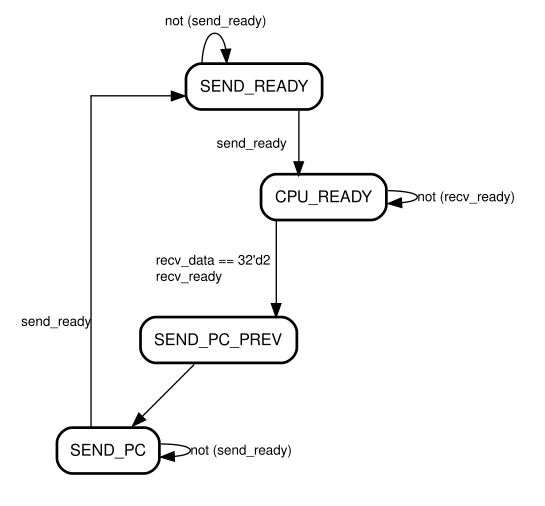 not (send_ready)
SEND_READY
send_ready
CPU_READY
not (recv_ready)
recv_data == 32'd2
recv_ready
send_ready
SEND_PC_PREV
SEND_PC
not (send_ready)